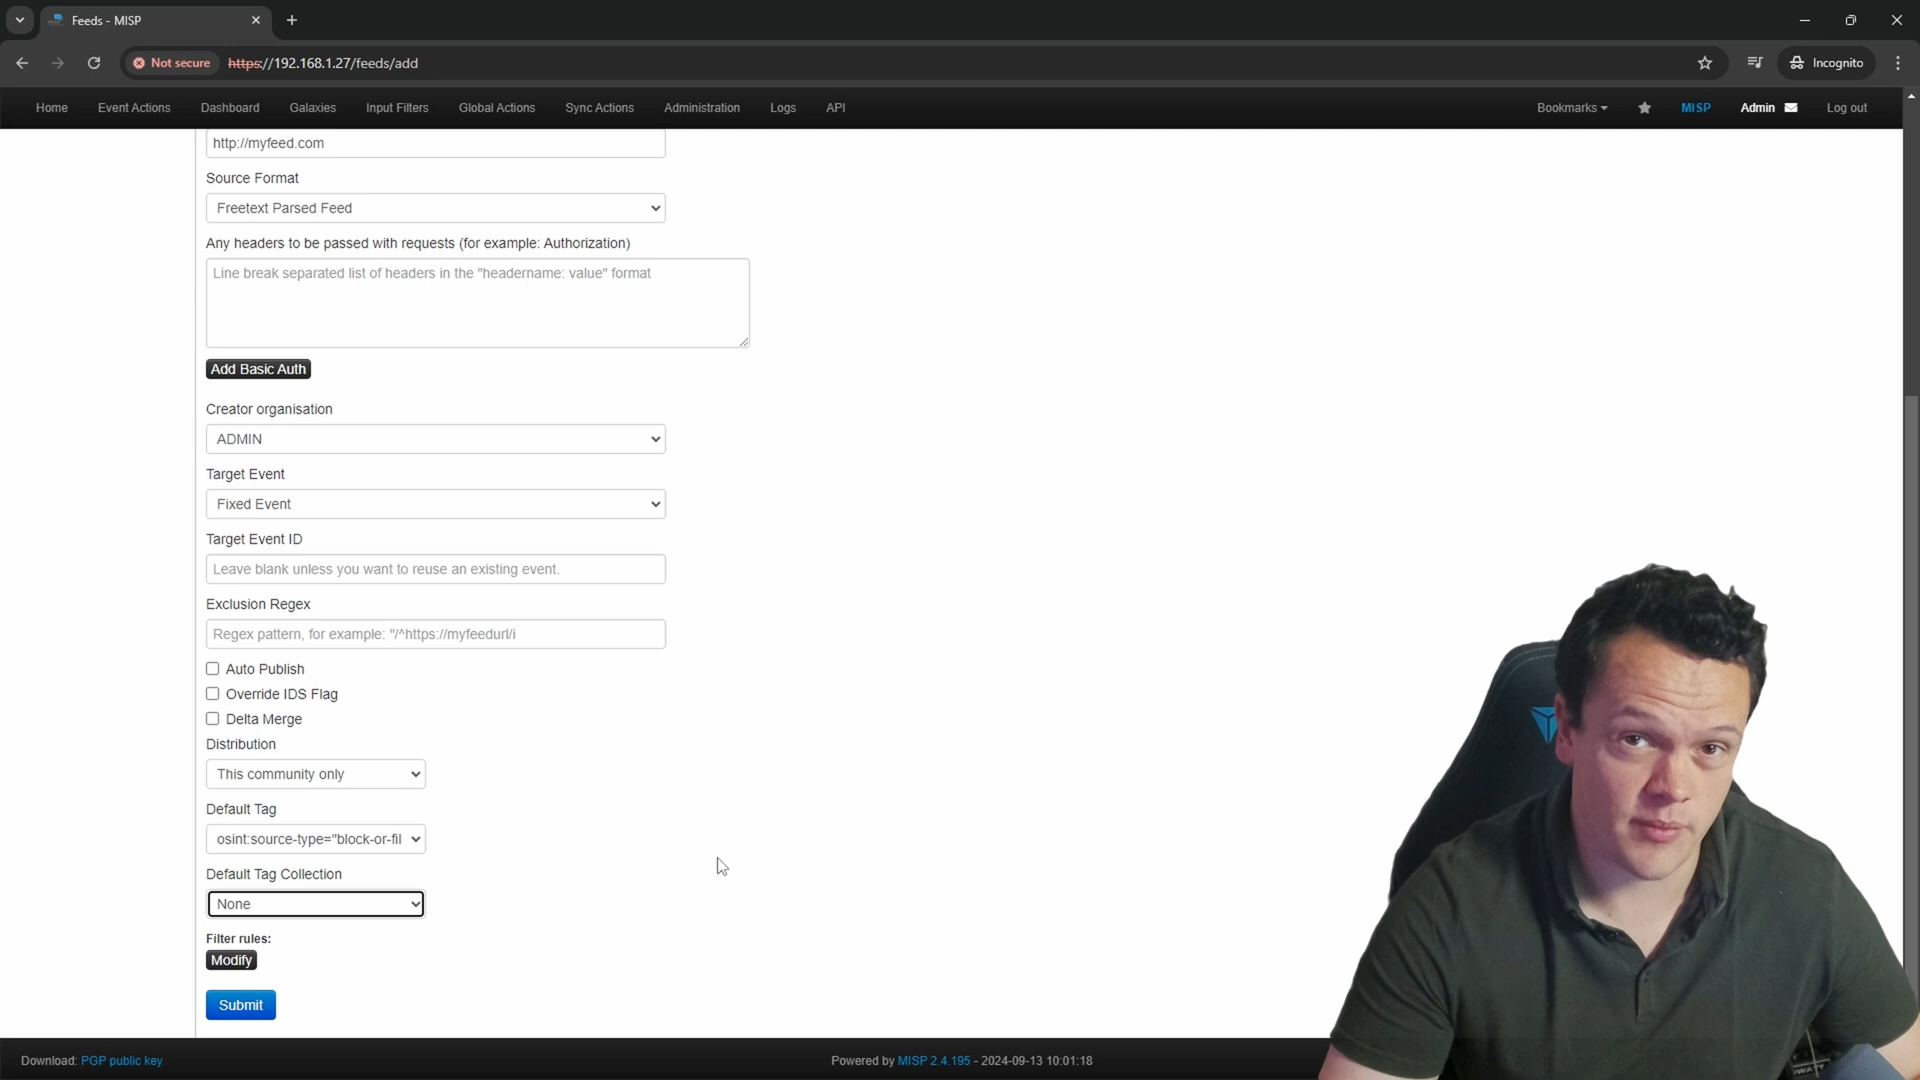 Feeds - MISP
Not secure
https://192.168.1.27/feeds/add
Incognito
Home
Event Actions
Dashboard
Galaxies
Input Filters
Global Actions
Sync Actions
Administration
Logs
API
Bookmarks
MISP
Admin
Log out
http://myfeed.com
Source Format
Freetext Parsed Feed
Any headers to be passed with requests (for example: Authorization)
Line break separated list of headers in the "headername: value" format
Add Basic Auth
Creator organisation
ADMIN
Target Event
Fixed Event
Target Event ID
Leave blank unless you want to reuse an existing event.
Exclusion Regex
Regex pattern, for example: "/^https://myfeedurl/i
Auto Publish
Override IDS Flag
Delta Merge
Distribution
This community only
Default Tag
osint:source-type="block-or-fil
Default Tag Collection
None
Filter rules:
Modify
Submit
Download: PGP public key
Powered by MISP 2.4.195 - 2024-09-13 10:01:18